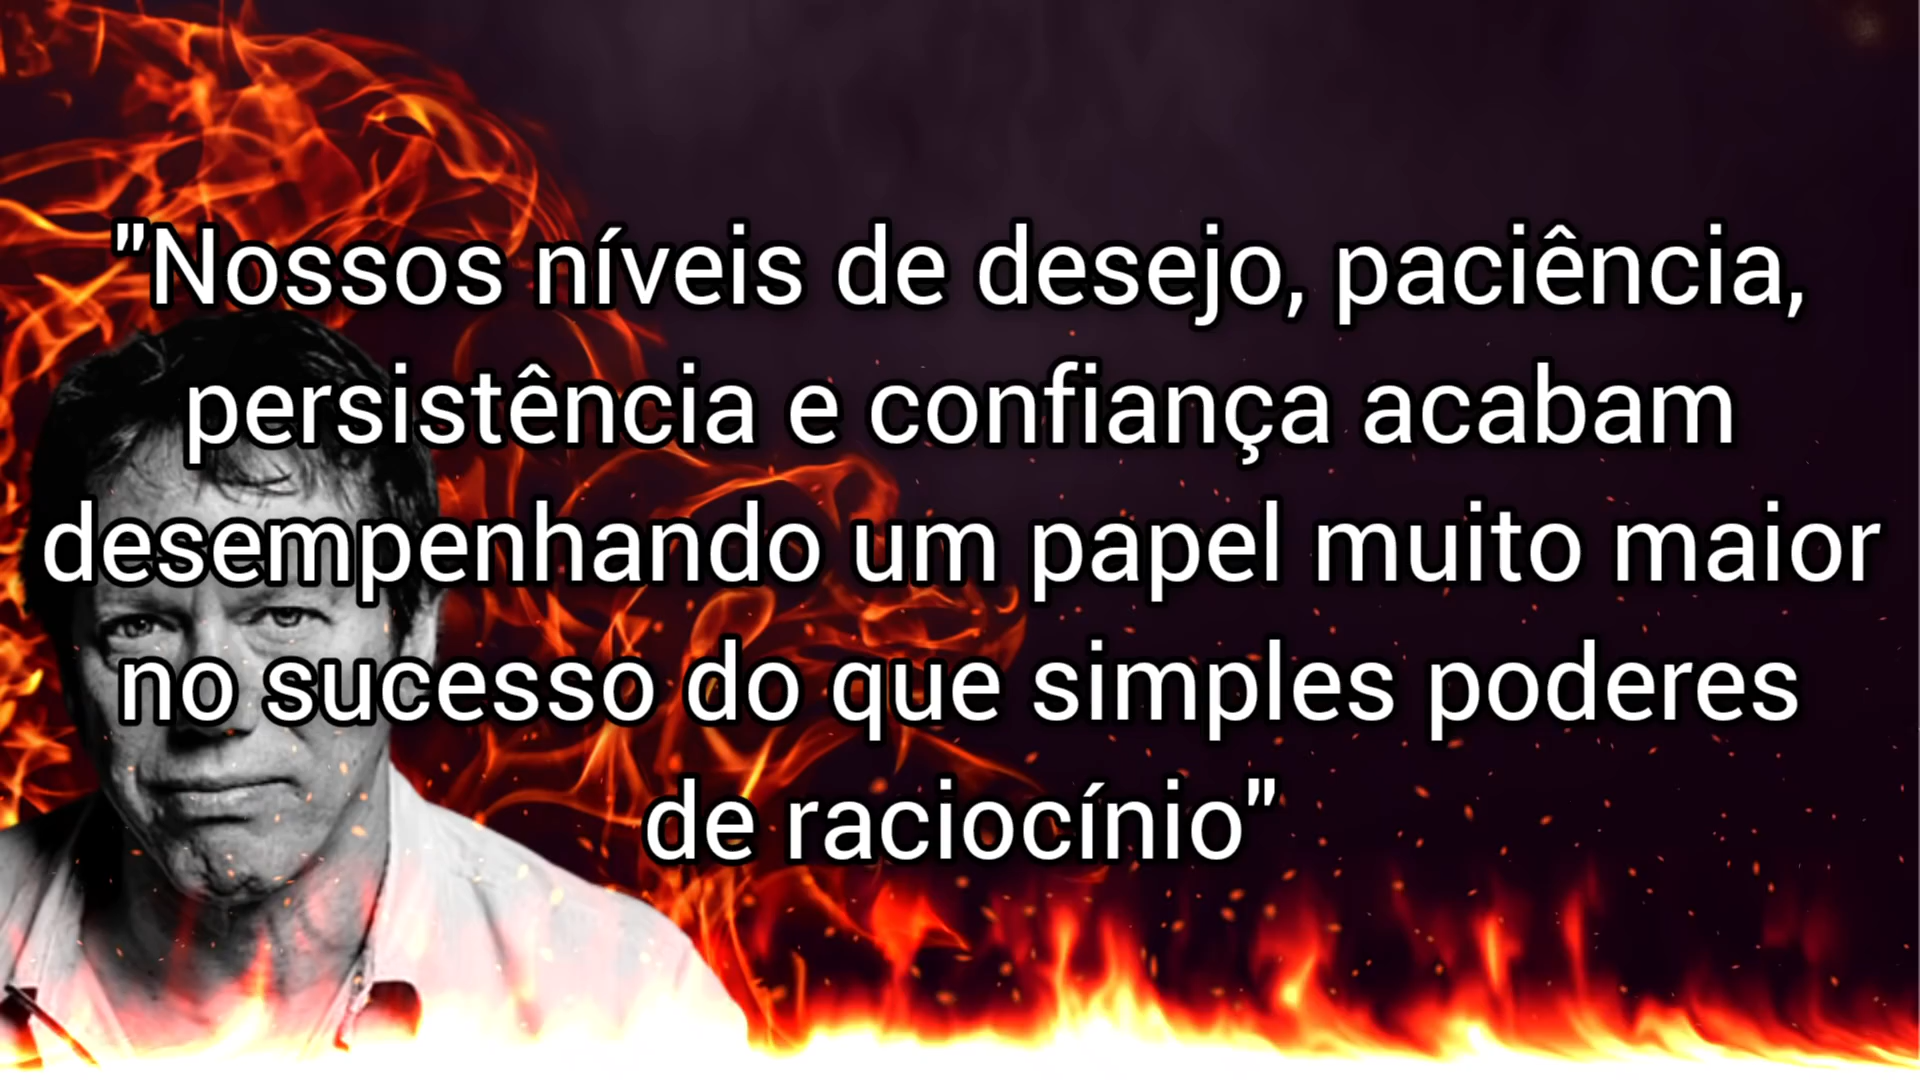 "Nossos níveis de desejo, paciência,
persistência e confiança acabam
desempenhando um papel muito maior
no sucesso do que simples poderes
de raciocínio"